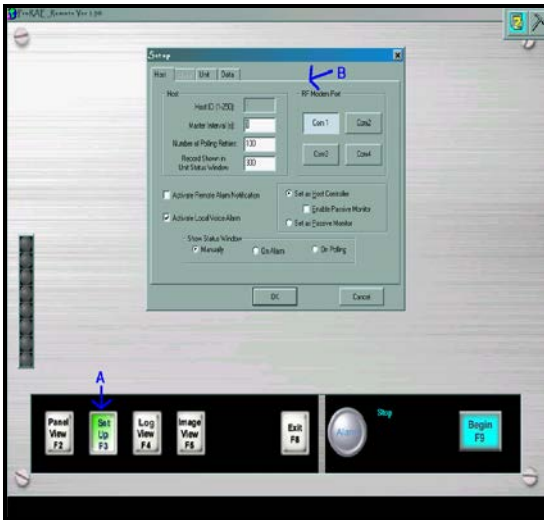 ProRAE Remote Ver 1.00
Setup
B
Host
Unit
Data
Host
RF Modem Port
Host ID (1-250):
Master Interval (s):
Com1
Com2
Number of Polling Retries:
100
Com3
Com4
Record Shown in
Unit Status Window
300
Activate Remote Alarm Notification
Set as Host Controller
Enable Passive Monitor
Activate Local Voice Alarm
Set as Passive Monitor
Show Status Window
Manually
On Alarm
On Polling
OK
Cancel
A
Panel
View
F2
Set
Up
F3
Log
View
F4
Image
View
F5
Exit
F8
Alarm
Stop
Begin
F9